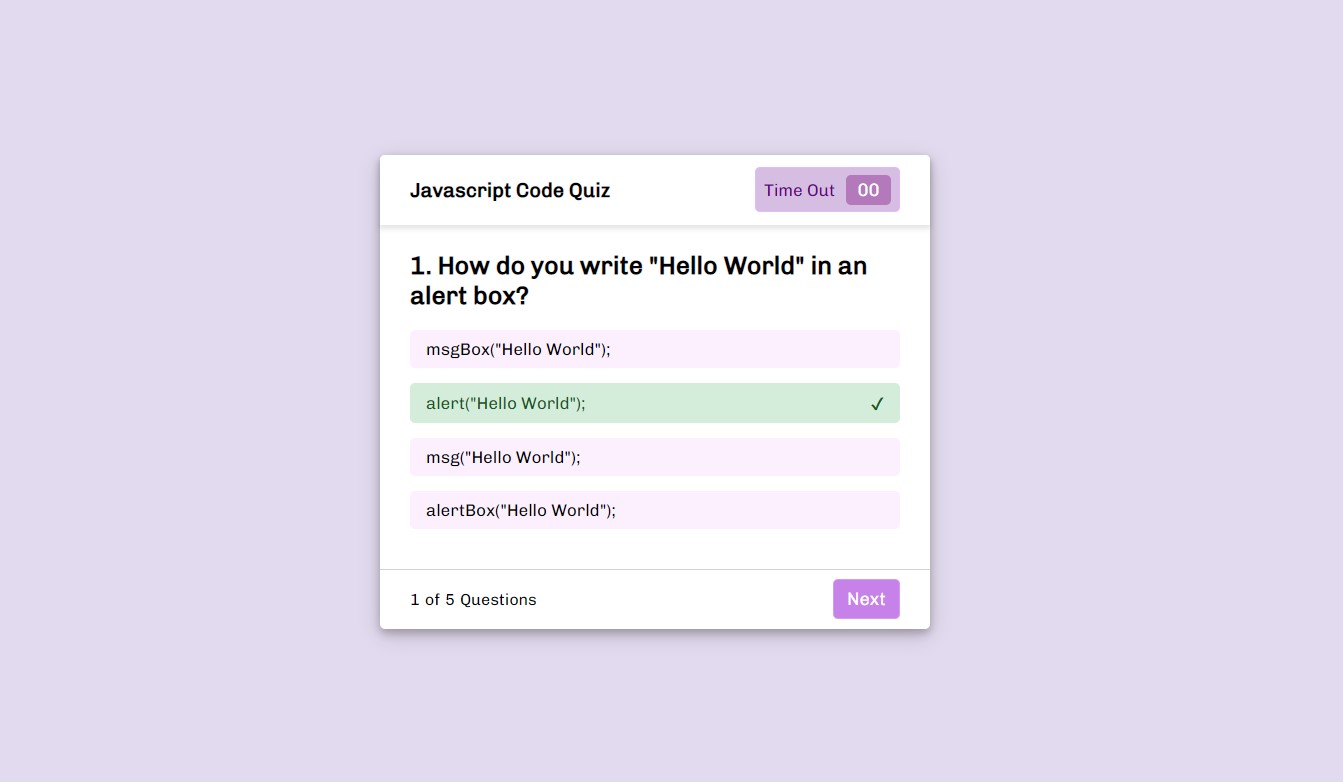 Javascript Code Quiz
Time Out 00
1. How do you write "Hello World" in an
alert box?
msgBox("Hello World");
alert("Hello World"); ✓
msg("Hello World");
alertBox("Hello World");
1 of 5 Questions
Next